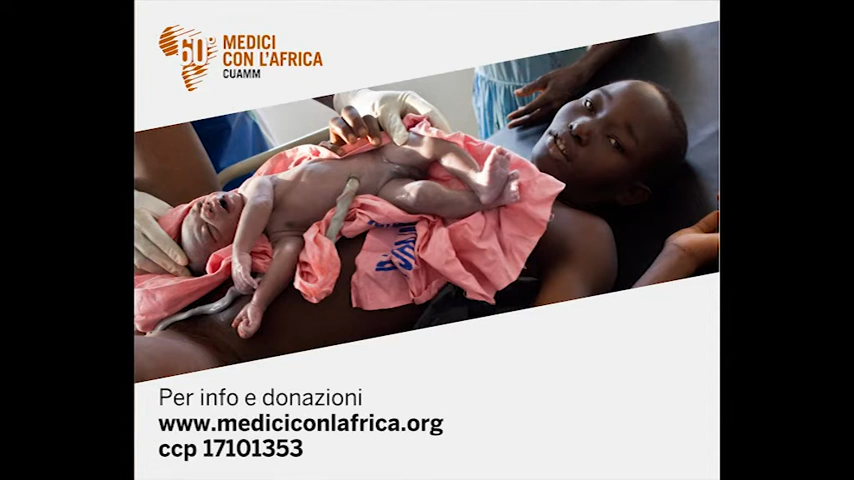 60°
MEDICI
CON L'AFRICA
CUAMM
Per info e donazioni
www.mediciconlafrica.org
ccp 17101353